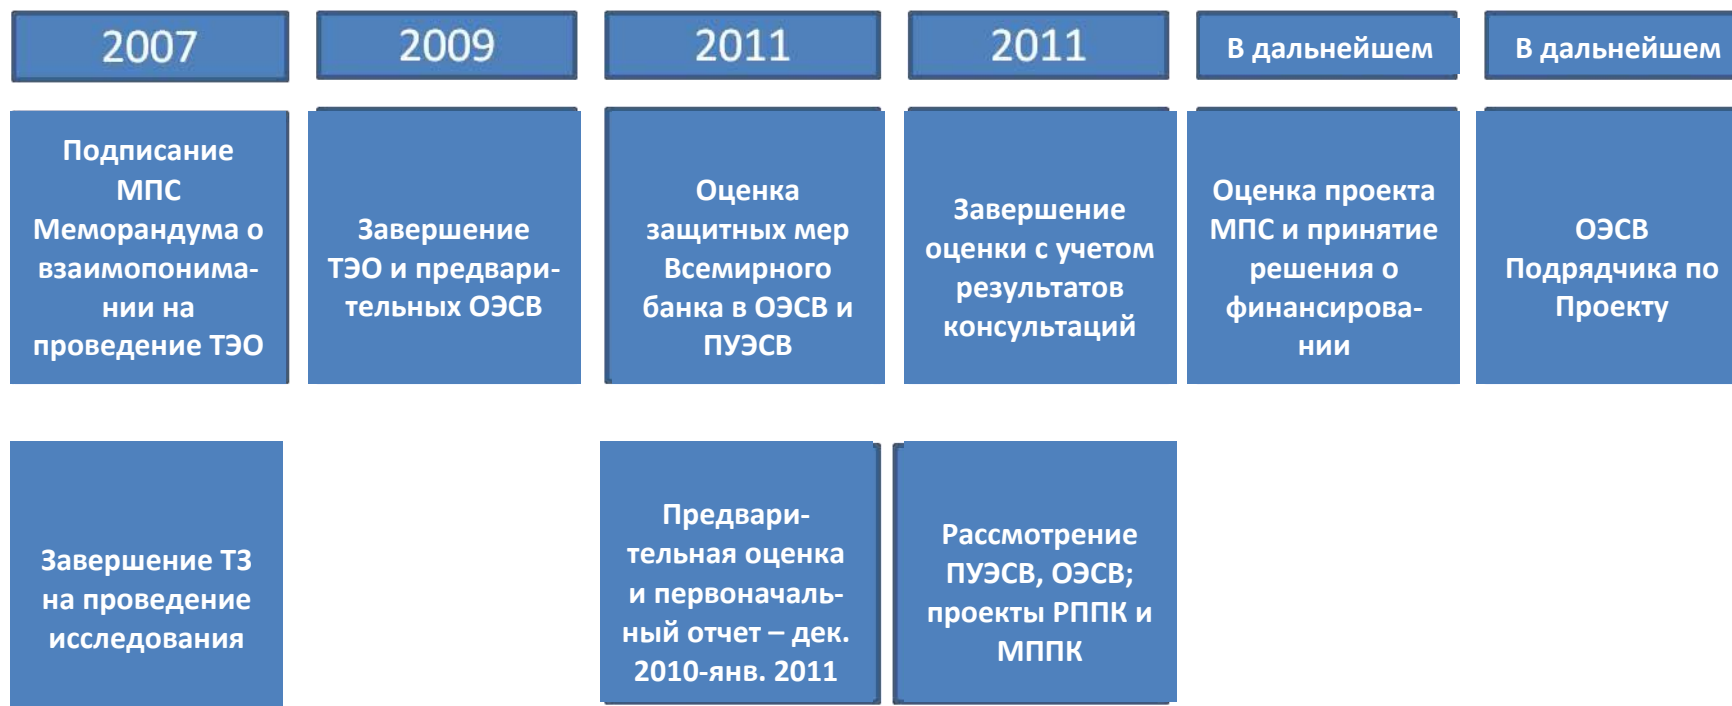 2007
2009
2011
2011
В дальнейшем
В дальнейшем
Подписание
МПС
Меморандума о
взаимопонима-
нии на
проведение ТЭО
Завершение
ТЭО и предвари-
тельных ОЭСВ
Оценка
защитных мер
Всемирного
банка в ОЭСВ и
ПУЭСВ
Завершение
оценки с учетом
результатов
консультаций
Оценка проекта
МПС и принятие
решения о
финансирова-
нии
ОЭСВ
Подрядчика по
Проекту
Завершение ТЗ
на проведение
исследования
Предвари-
тельная оценка
и первоначаль-
ный отчет – дек.
2010-янв. 2011
Рассмотрение
ПУЭСВ, ОЭСВ;
проекты РППК и
МППК